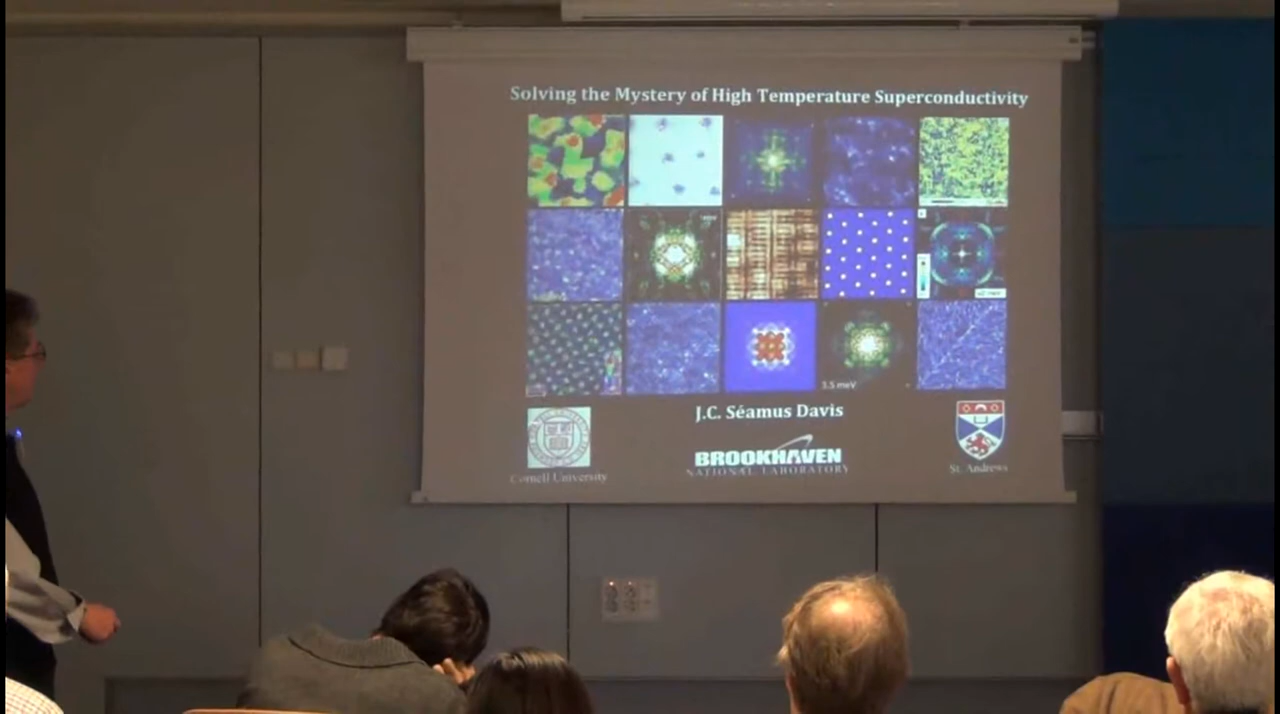 Solving the Mystery of High Temperature Superconductivity
3.5 meV
J.C. Séamus Davis
BROOKHAVEN
NATIONAL LABORATORY
Cornell University
St. Andrews